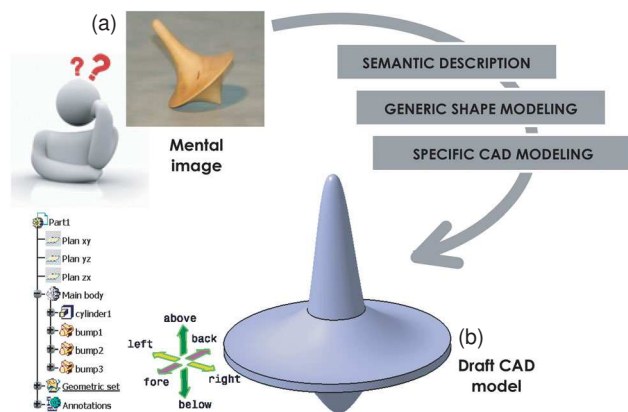 (a)
? ?
Mental
image
SEMANTIC DESCRIPTION
GENERIC SHAPE MODELING
SPECIFIC CAD MODELING
Part1
Plan xy
Plan yz
Plan zx
Main body
cylinder1
bump1
bump2
bump3
Geometric set
Annotations
above
back
left
fore
right
below
(b)
Draft CAD
model